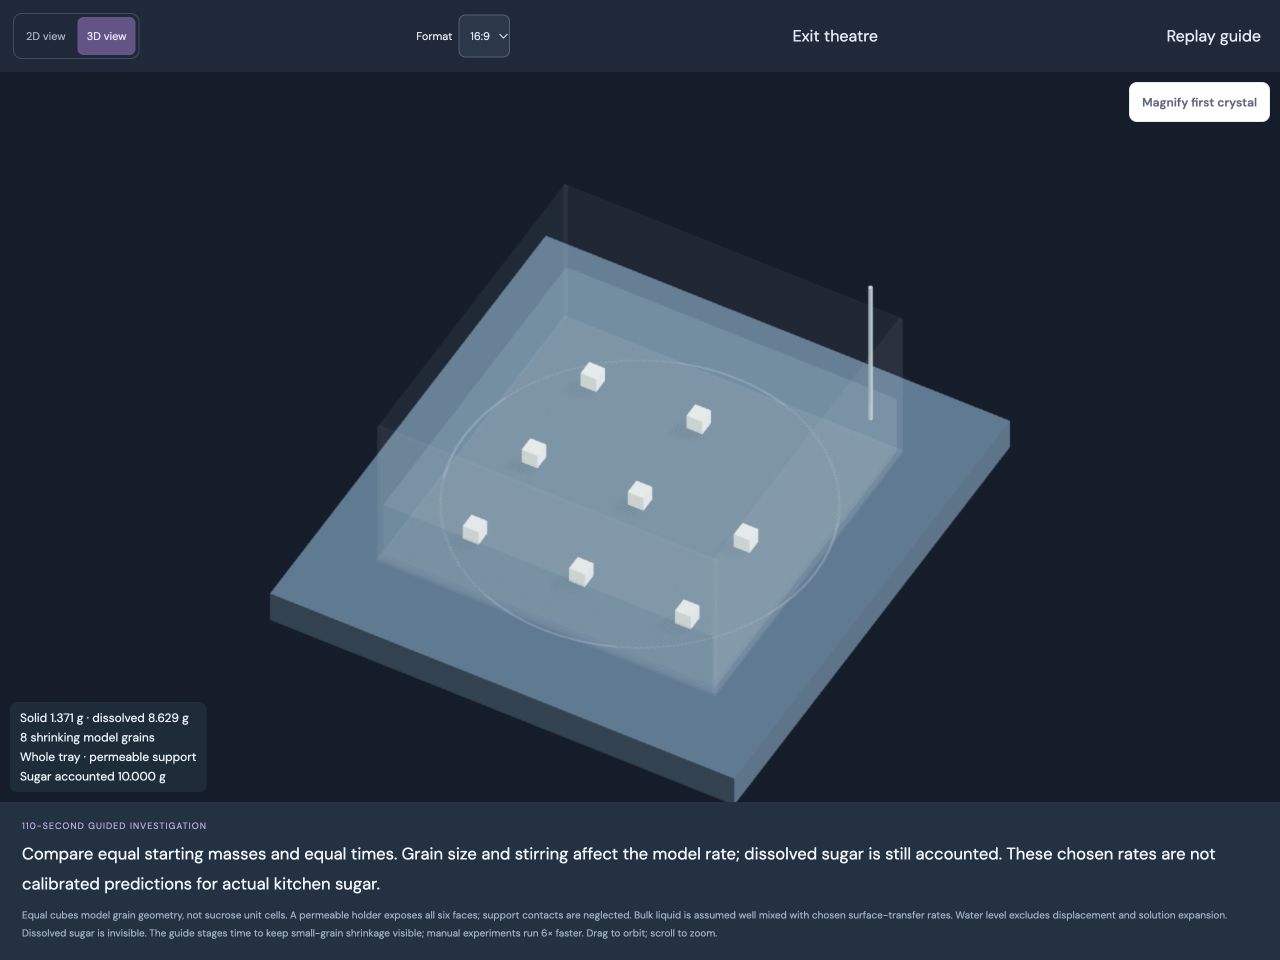 2D view
3D view
Format
16:9
Exit theatre
Replay guide
Magnify first crystal
Solid 1.371 g · dissolved 8.629 g
8 shrinking model grains
Whole tray · permeable support
Sugar accounted 10.000 g
110-SECOND GUIDED INVESTIGATION
Compare equal starting masses and equal times. Grain size and stirring affect the model rate; dissolved sugar is still accounted. These chosen rates are not
calibrated predictions for actual kitchen sugar.
Equal cubes model grain geometry, not sucrose unit cells. A permeable holder exposes all six faces; support contacts are neglected. Bulk liquid is assumed well mixed with chosen surface-transfer rates. Water level excludes displacement and solution expansion.
Dissolved sugar is invisible. The guide stages time to keep small-grain shrinkage visible; manual experiments run 6× faster. Drag to orbit; scroll to zoom.